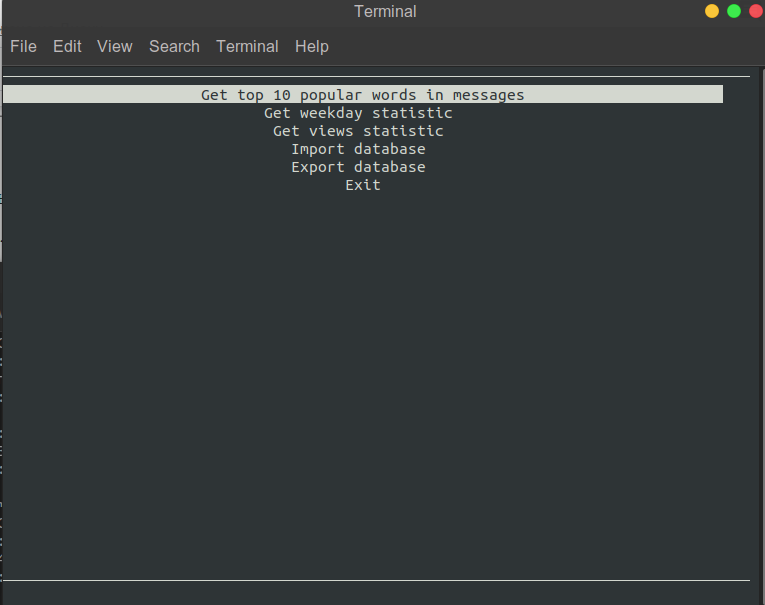 Terminal
File Edit View Search Terminal Help
Get top 10 popular words in messages
Get weekday statistic
Get views statistic
Import database
Export database
Exit